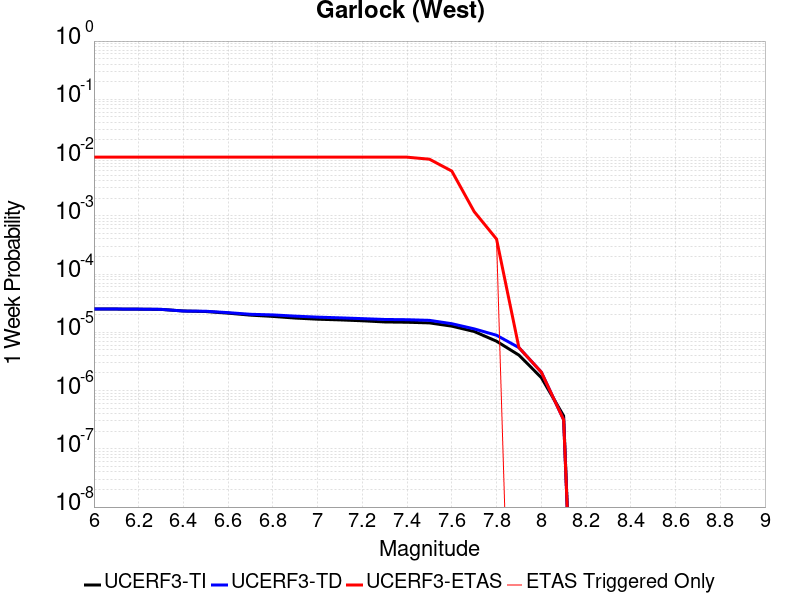 Garlock (West)
10^0
10^-1
10^-2
10^-3
10^-4
10^-5
10^-6
10^-7
10^-8
1 Week Probability
6 6.2 6.4 6.6 6.8 7 7.2 7.4 7.6 7.8 8 8.2 8.4 8.6 8.8 9
Magnitude
UCERF3-TI UCERF3-TD UCERF3-ETAS ETAS Triggered Only